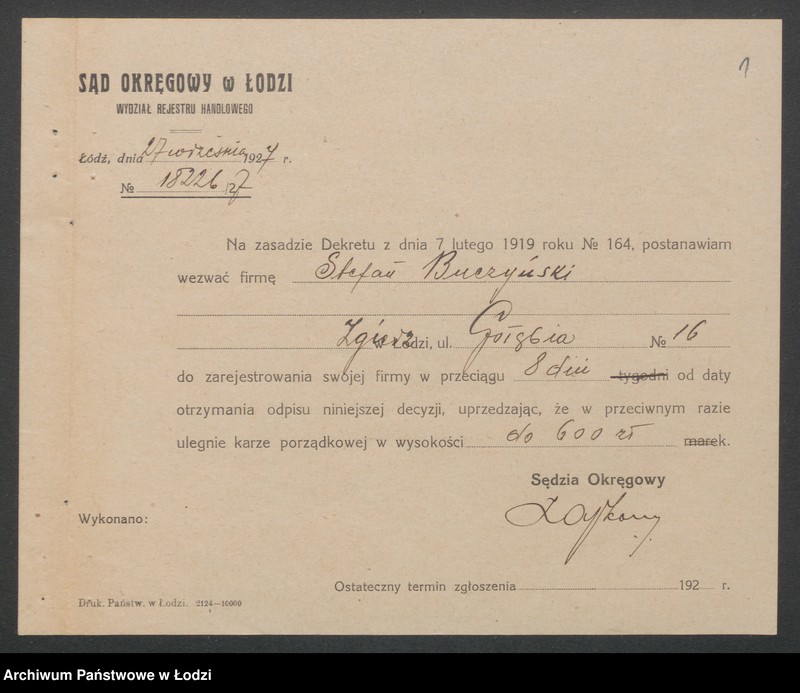 1
SĄD OKRĘGOWY w ŁODZI
WYDZIAŁ REJESTRU HANDLOWEGO
Łódź, dnia 27 września 1927 r.
№ 18226/27
Na zasadzie Dekretu z dnia 7 lutego 1919 roku № 164, postanawiam
wezwać firmę Stefan Buczyński
Zgierz w Łodzi, ul. Gołębia № 16
do zarejestrowania swojej firmy w przeciągu 8 dni tygodni od daty
otrzymania odpisu niniejszej decyzji, uprzedzając, że w przeciwnym razie
ulegnie karze porządkowej w wysokości do 600 zł marek.
Sędzia Okręgowy
Wykonano:
Ostateczny termin zgłoszenia 192 r.
Druk. Państw. w Łodzi. 2124—10000
Archiwum Państwowe w Łodzi